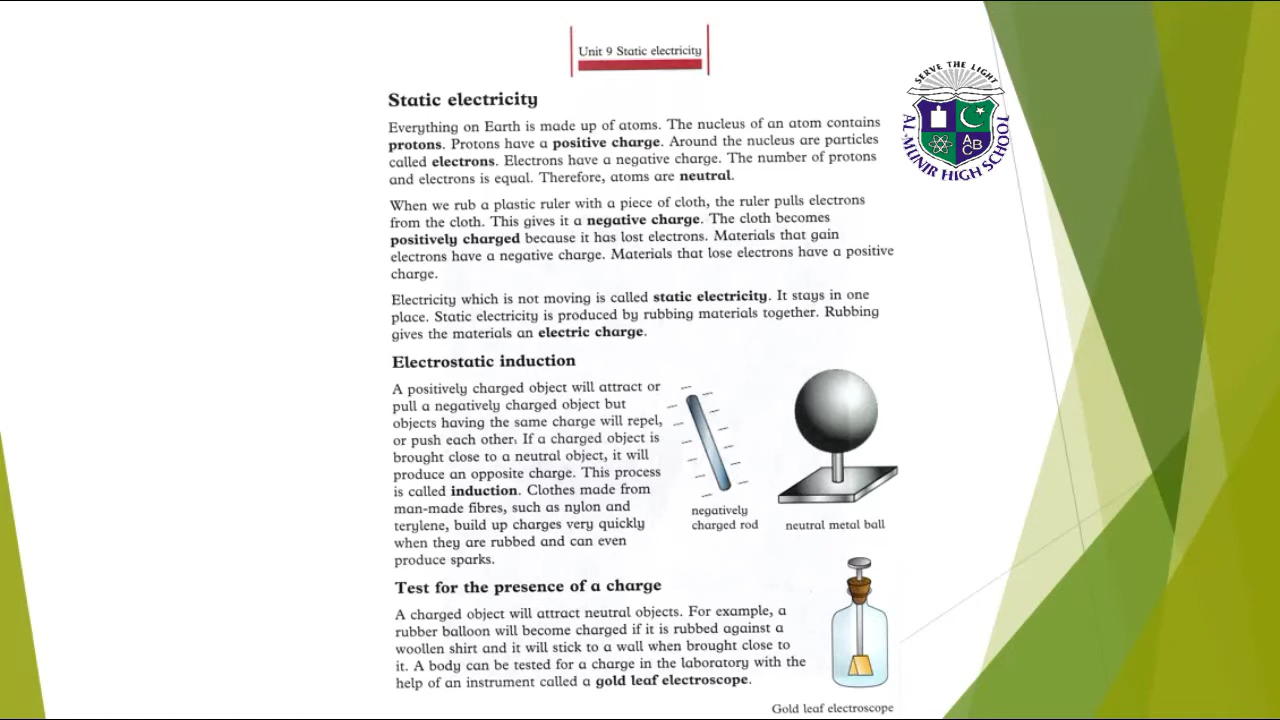 Unit 9 Static electricity
SERVE THE LIGHT
AL-MUNIR HIGH SCHOOL
ABC
Static electricity
Everything on Earth is made up of atoms. The nucleus of an atom contains
protons. Protons have a positive charge. Around the nucleus are particles
called electrons. Electrons have a negative charge. The number of protons
and electrons is equal. Therefore, atoms are neutral.
When we rub a plastic ruler with a piece of cloth, the ruler pulls electrons
from the cloth. This gives it a negative charge. The cloth becomes
positively charged because it has lost electrons. Materials that gain
electrons have a negative charge. Materials that lose electrons have a positive
charge.
Electricity which is not moving is called static electricity. It stays in one
place. Static electricity is produced by rubbing materials together. Rubbing
gives the materials an electric charge.
Electrostatic induction
A positively charged object will attract or
pull a negatively charged object but
objects having the same charge will repel,
or push each other. If a charged object is
brought close to a neutral object, it will
produce an opposite charge. This process
is called induction. Clothes made from
man-made fibres, such as nylon and
terylene, build up charges very quickly
when they are rubbed and can even
produce sparks.
negatively
charged rod
neutral metal ball
Test for the presence of a charge
A charged object will attract neutral objects. For example, a
rubber balloon will become charged if it is rubbed against a
woollen shirt and it will stick to a wall when brought close to
it. A body can be tested for a charge in the laboratory with the
help of an instrument called a gold leaf electroscope.
Gold leaf electroscope